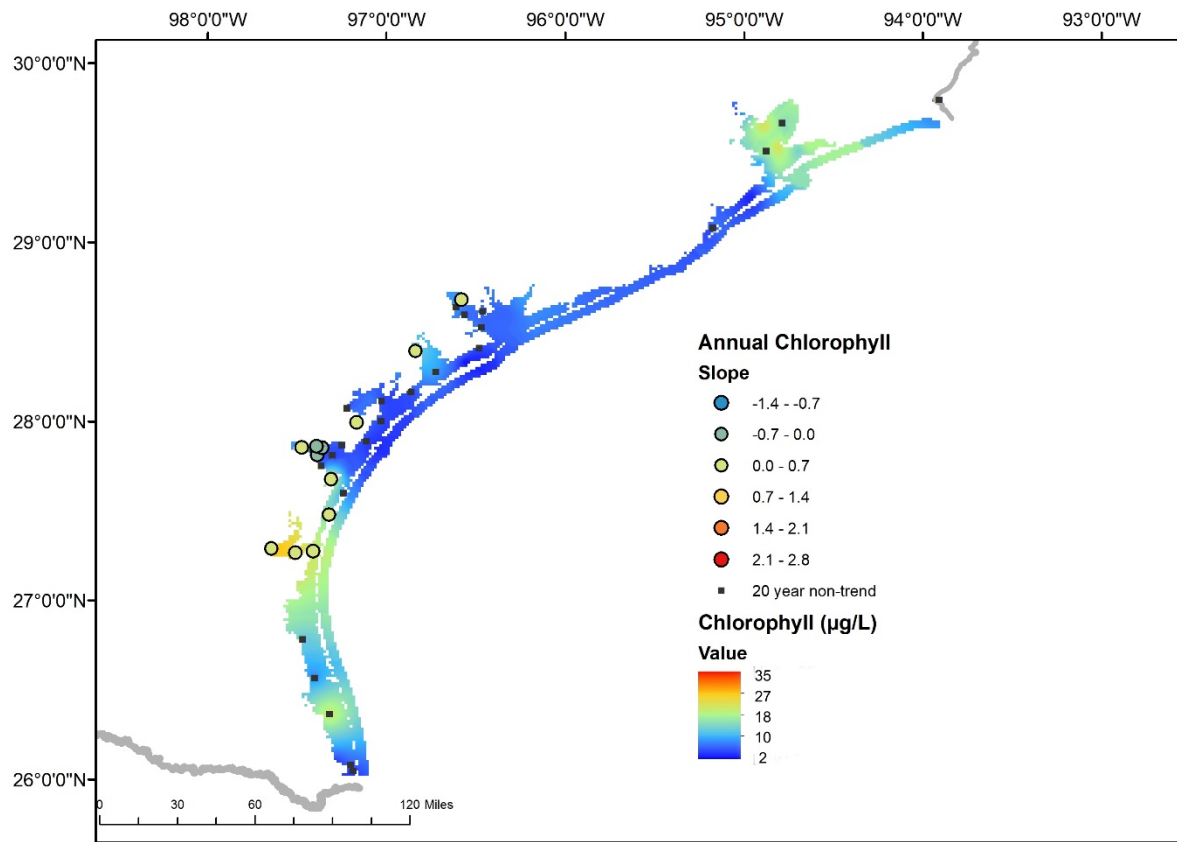 98°0'0"W 97°0'0"W 96°0'0"W 95°0'0"W 94°0'0"W 93°0'0"W
30°0'0"N
29°0'0"N
28°0'0"N
27°0'0"N
26°0'0"N
Annual Chlorophyll
Slope
-1.4 - -0.7
-0.7 - 0.0
0.0 - 0.7
0.7 - 1.4
1.4 - 2.1
2.1 - 2.8
20 year non-trend
Chlorophyll (µg/L)
Value
35
27
18
10
2
0 30 60 120 Miles